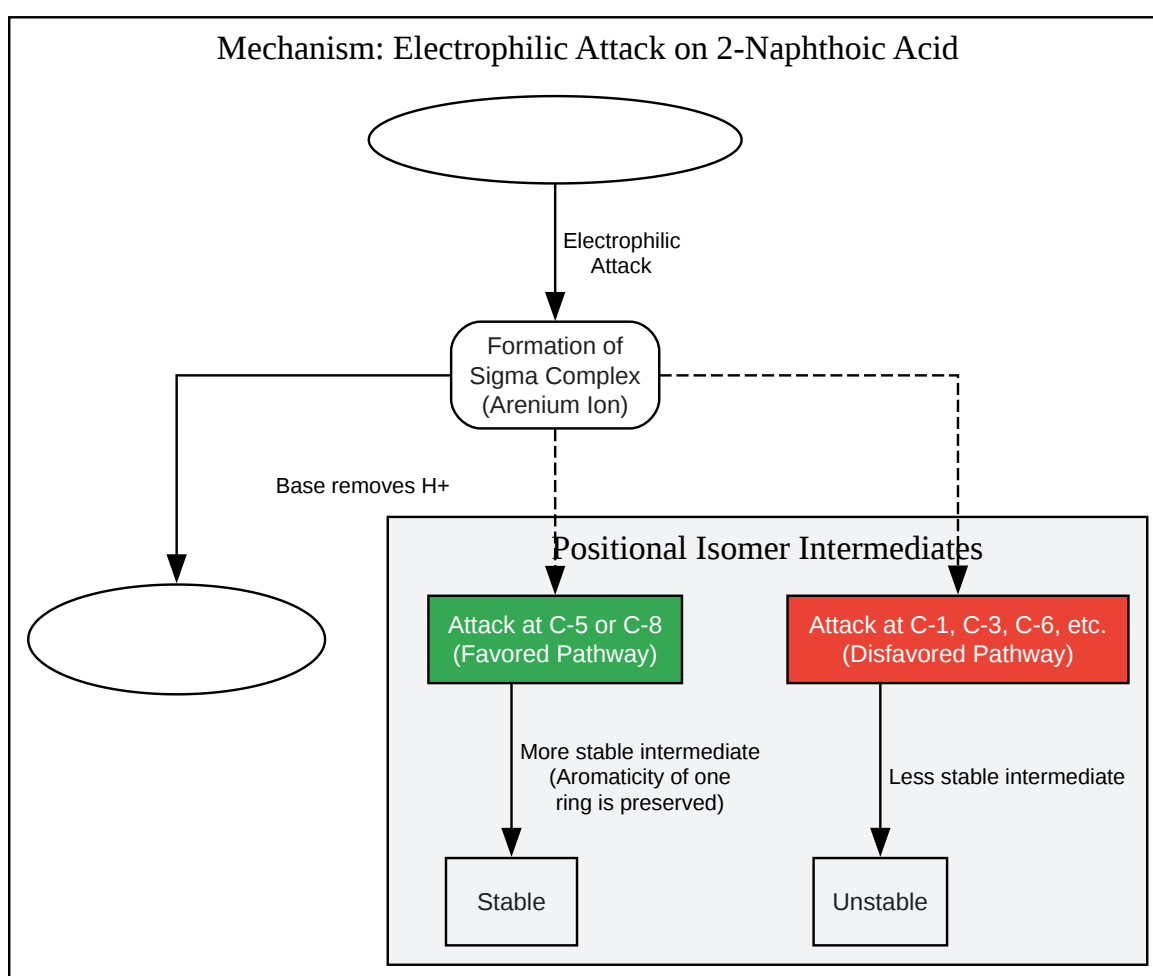 Mechanism: Electrophilic Attack on 2-Naphthoic Acid
Electrophilic
Attack
Formation of
Sigma Complex
(Arenium Ion)
Base removes H+
Positional Isomer Intermediates
Attack at C-5 or C-8
(Favored Pathway)
Attack at C-1, C-3, C-6, etc.
(Disfavored Pathway)
More stable intermediate
(Aromaticity of one
ring is preserved)
Less stable intermediate
Stable
Unstable